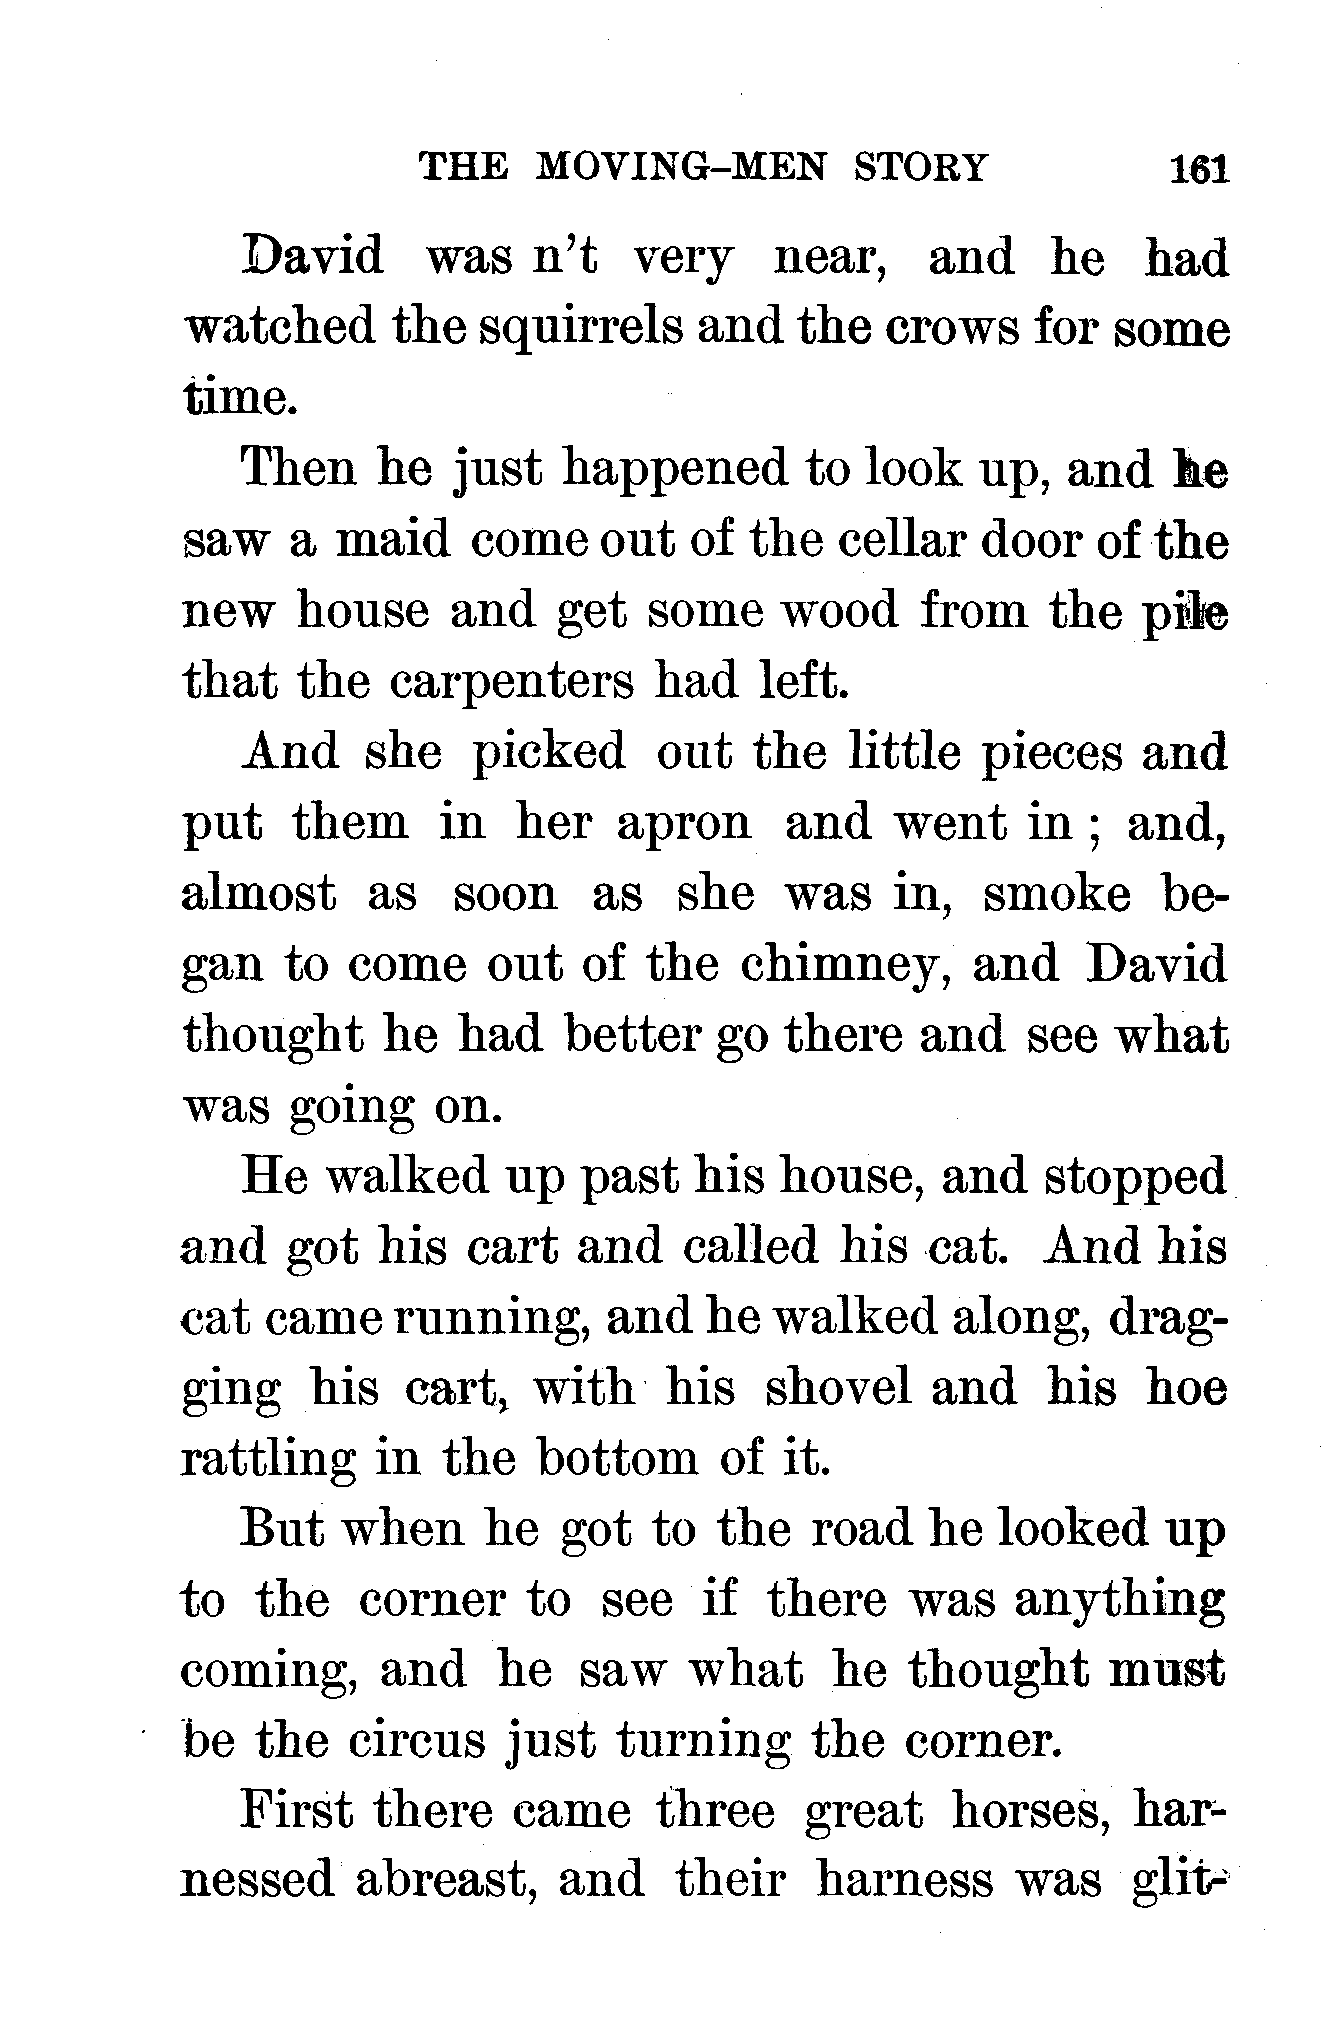 THE MOVING-MEN STORY 161
David was n't very near, and he had
watched the squirrels and the crows for some
time.
Then he just happened to look up, and he
saw a maid come out of the cellar door of the
new house and get some wood from the pile
that the carpenters had left.
And she picked out the little pieces and
put them in her apron and went in ; and,
almost as soon as she was in, smoke be-
gan to come out of the chimney, and David
thought he had better go there and see what
was going on.
He walked up past his house, and stopped
and got his cart and called his cat. And his
cat came running, and he walked along, drag-
ging his cart, with his shovel and his hoe
rattling in the bottom of it.
But when he got to the road he looked up
to the corner to see if there was anything
coming, and he saw what he thought must
be the circus just turning the corner.
First there came three great horses, har-
nessed abreast, and their harness was glit-